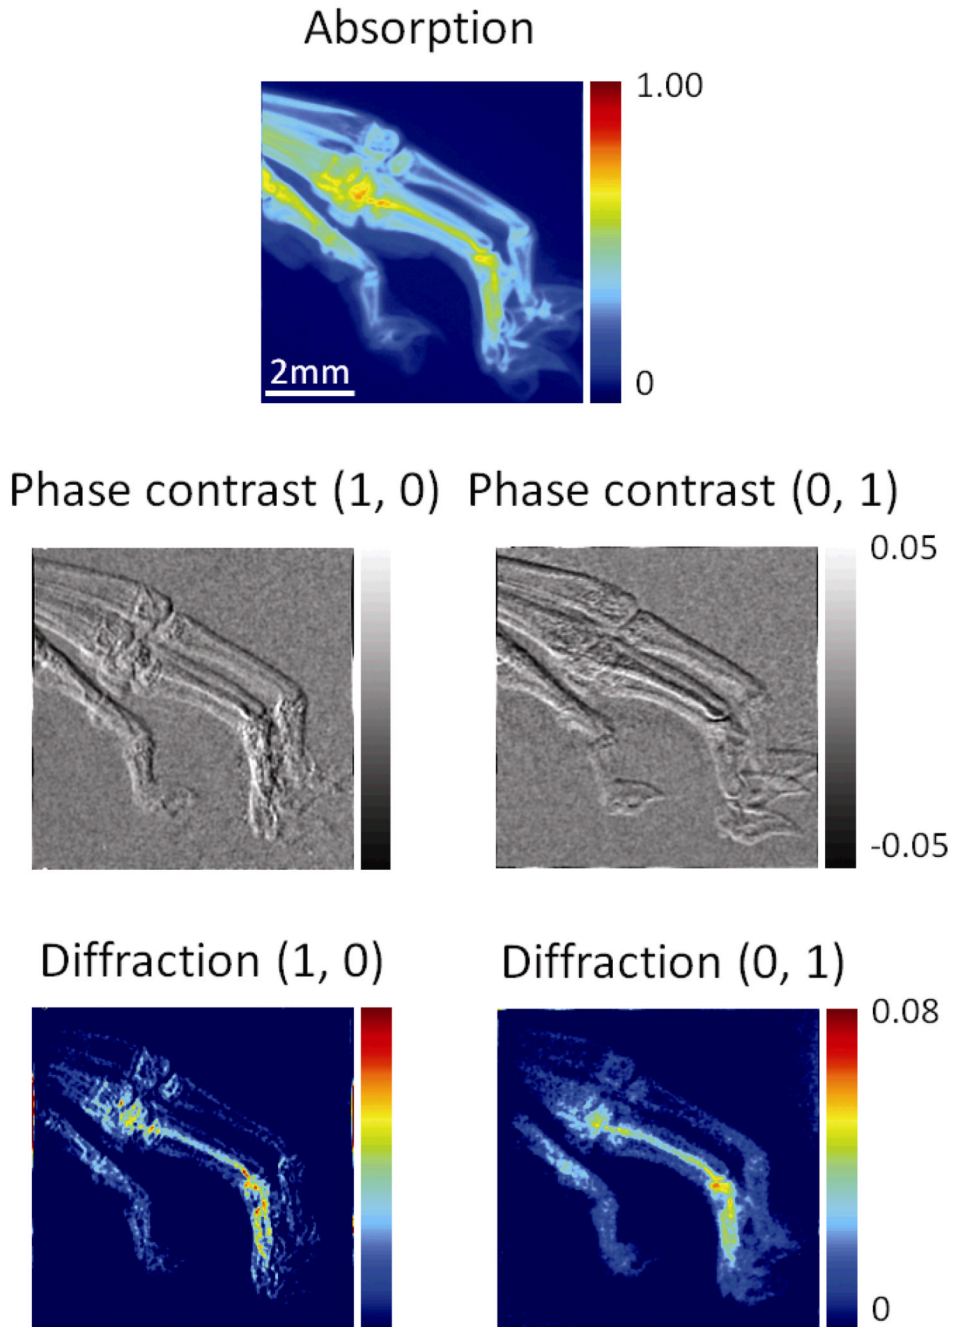 Absorption
1.00
2mm
0
Phase contrast (1, 0) Phase contrast (0, 1)
0.05
-0.05
Diffraction (1, 0) Diffraction (0, 1)
0.08
0